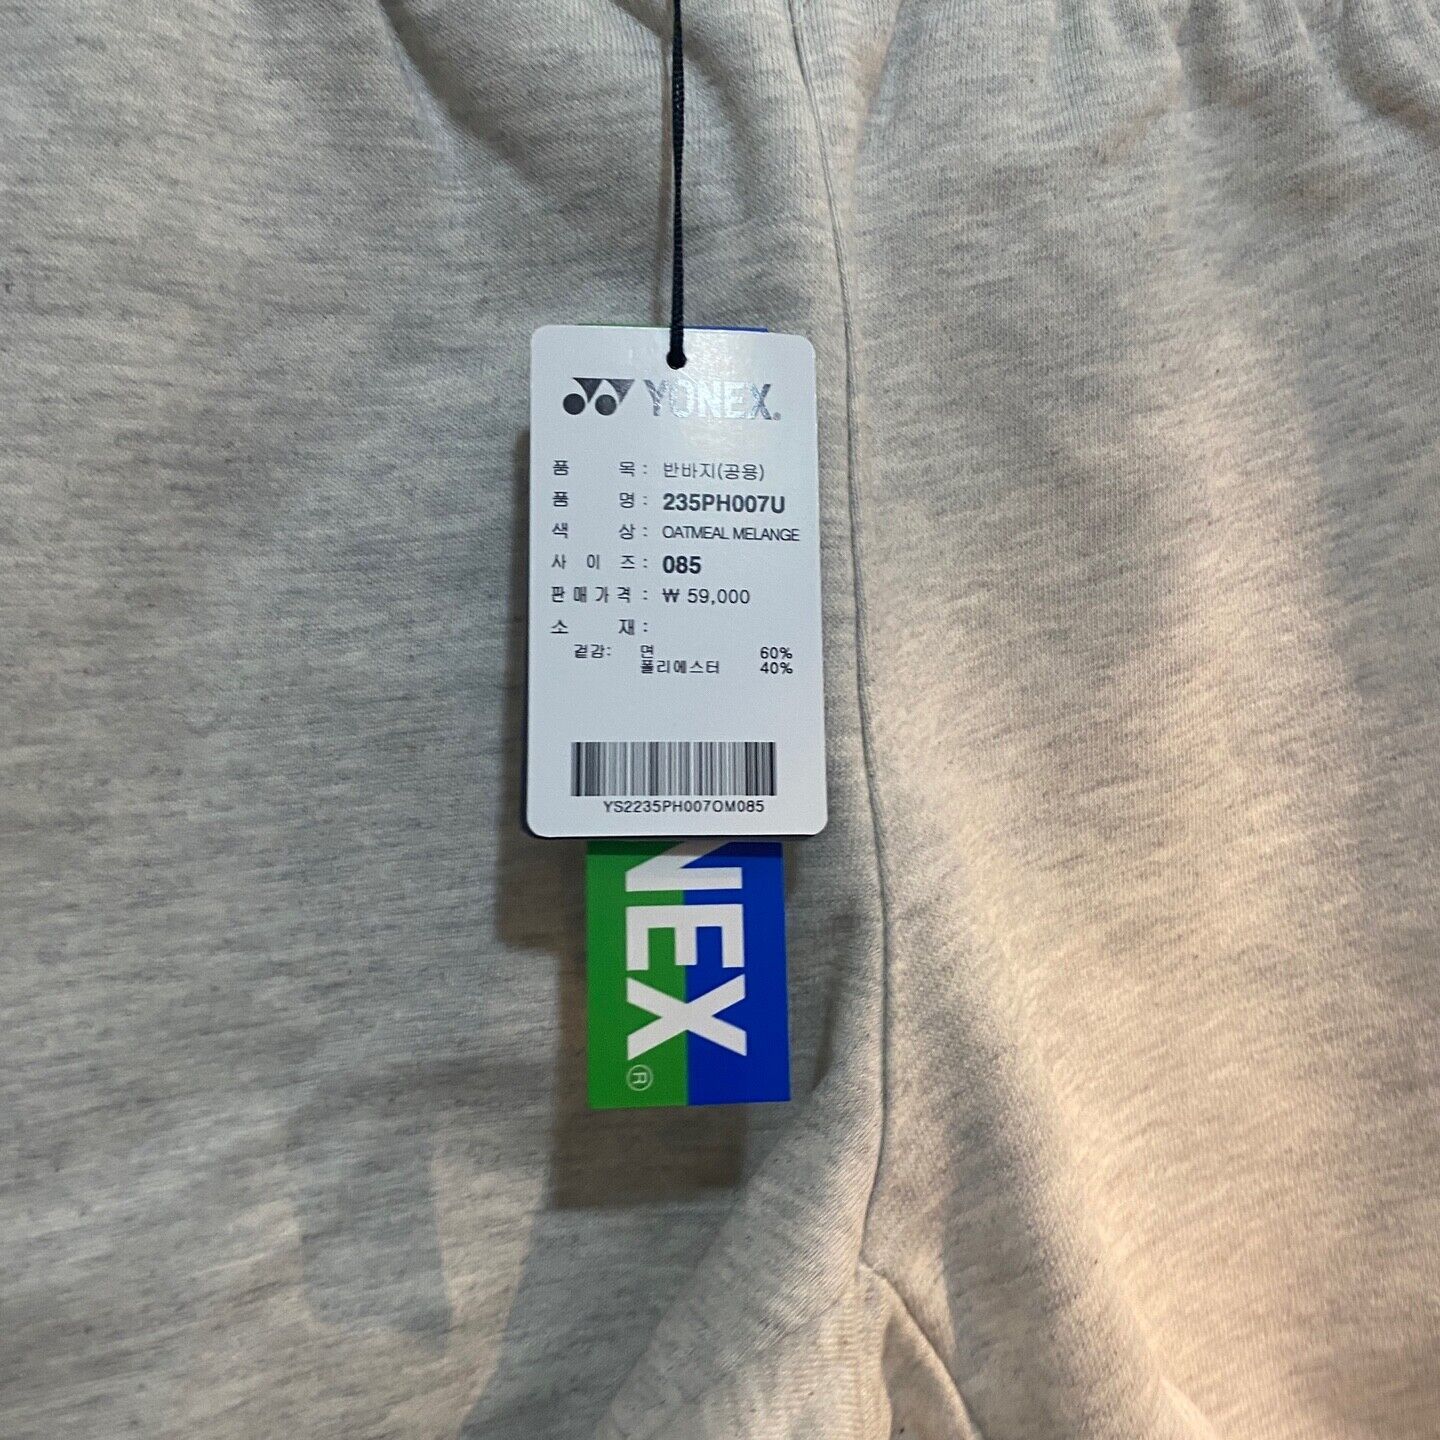 YONEX®
품 목 : 반바지(공용)
품 명 : 235PH007U
색 상 : OATMEAL MELANGE
사 이 즈 : 085
판 매 가 격 : ₩ 59,000
소 재 :
겉감: 면 60%
폴리에스터 40%
YS2235PH007OM085
NEX®